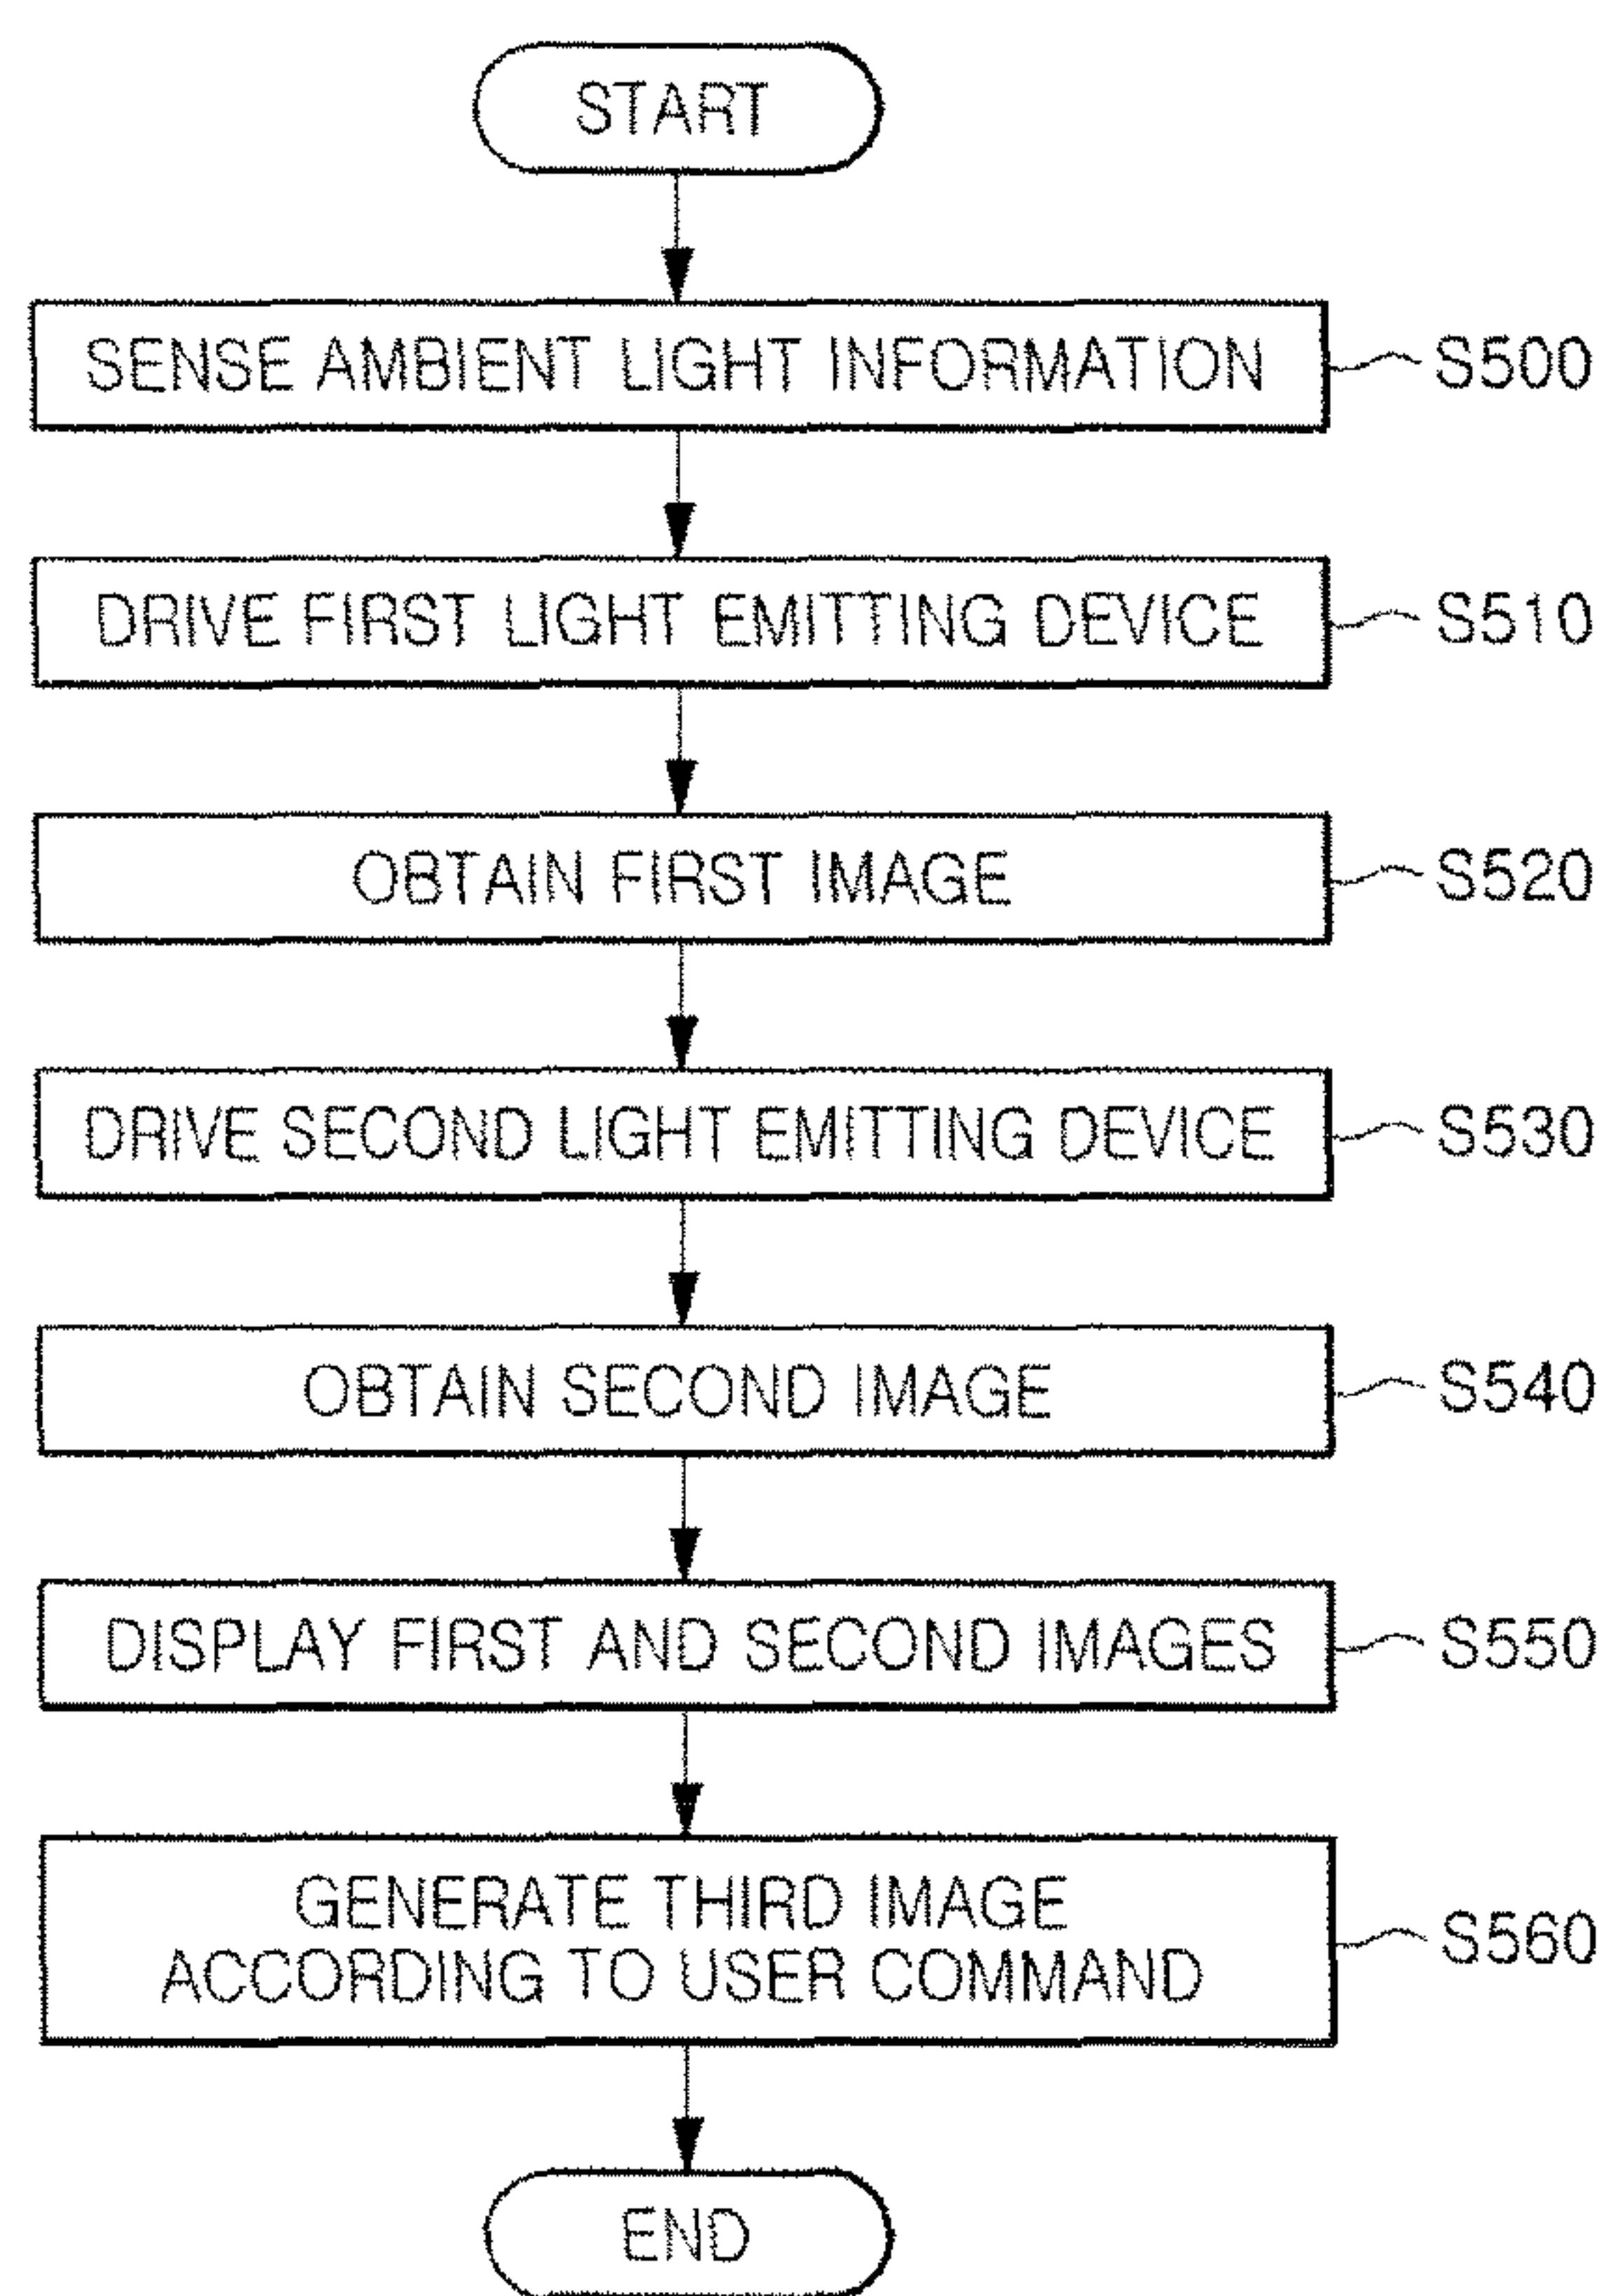 START
SENSE AMBIENT LIGHT INFORMATION
S500
DRIVE FIRST LIGHT EMITTING DEVICE
S510
OBTAIN FIRST IMAGE
S520
DRIVE SECOND LIGHT EMITTING DEVICE
S530
OBTAIN SECOND IMAGE
S540
DISPLAY FIRST AND SECOND IMAGES
S550
GENERATE THIRD IMAGE
ACCORDING TO USER COMMAND
S560
END